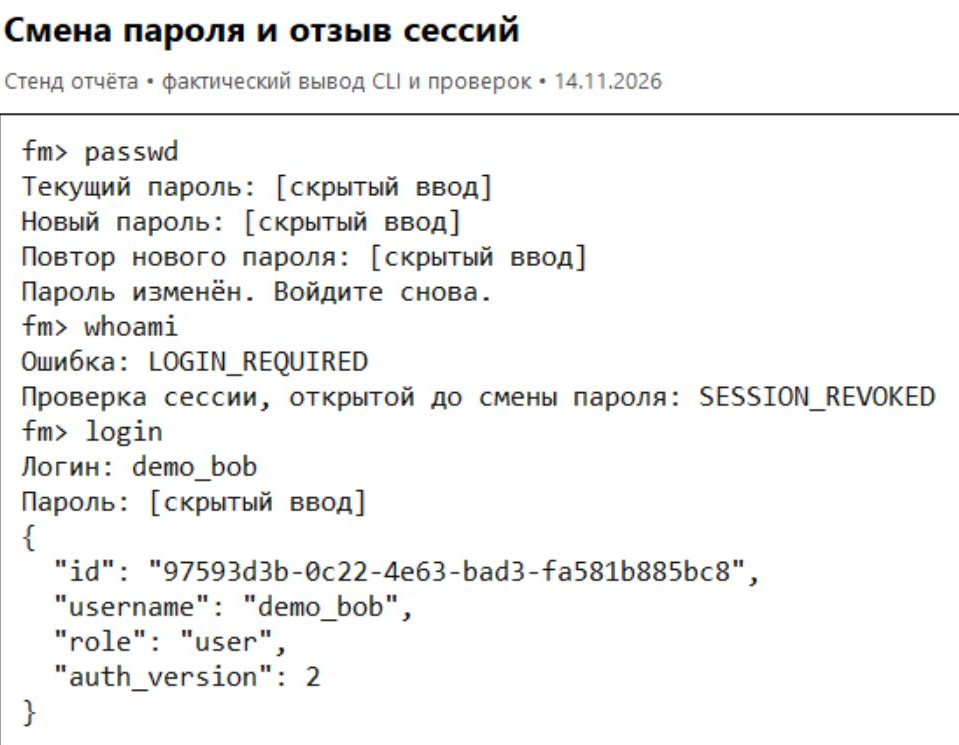 Смена пароля и отзыв сессий
Стенд отчёта • фактический вывод CLI и проверок • 14.11.2026
fm> passwd
Текущий пароль: [скрытый ввод]
Новый пароль: [скрытый ввод]
Повтор нового пароля: [скрытый ввод]
Пароль изменён. Войдите снова.
fm> whoami
Ошибка: LOGIN_REQUIRED
Проверка сессии, открытой до смены пароля: SESSION_REVOKED
fm> login
Логин: demo_bob
Пароль: [скрытый ввод]
{
  "id": "97593d3b-0c22-4e63-bad3-fa581b885bc8",
  "username": "demo_bob",
  "role": "user",
  "auth_version": 2
}